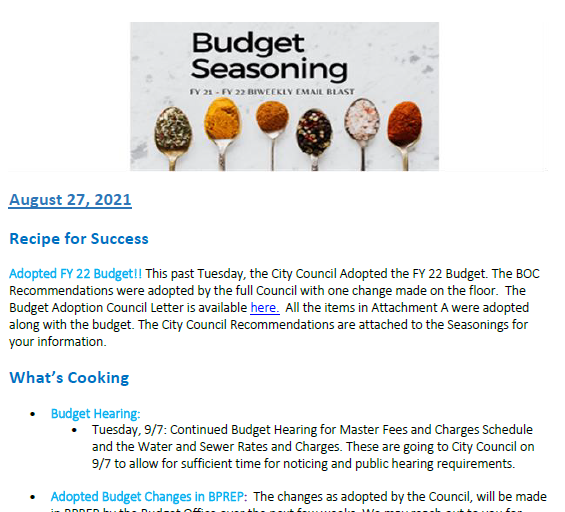 Budget
Seasoning
FY 21 - FY 22 BIWEEKLY EMAIL BLAST
August 27, 2021
Recipe for Success
Adopted FY 22 Budget!! This past Tuesday, the City Council Adopted the FY 22 Budget. The BOC
Recommendations were adopted by the full Council with one change made on the floor.  The
Budget Adoption Council Letter is available here.  All the items in Attachment A were adopted
along with the budget. The City Council Recommendations are attached to the Seasonings for
your information.
What's Cooking
• Budget Hearing:
• Tuesday, 9/7: Continued Budget Hearing for Master Fees and Charges Schedule
and the Water and Sewer Rates and Charges. These are going to City Council on
9/7 to allow for sufficient time for noticing and public hearing requirements.
• Adopted Budget Changes in BPREP:  The changes as adopted by the Council, will be made
in BPREP by the Budget Office over the next few weeks. We may reach out to you for